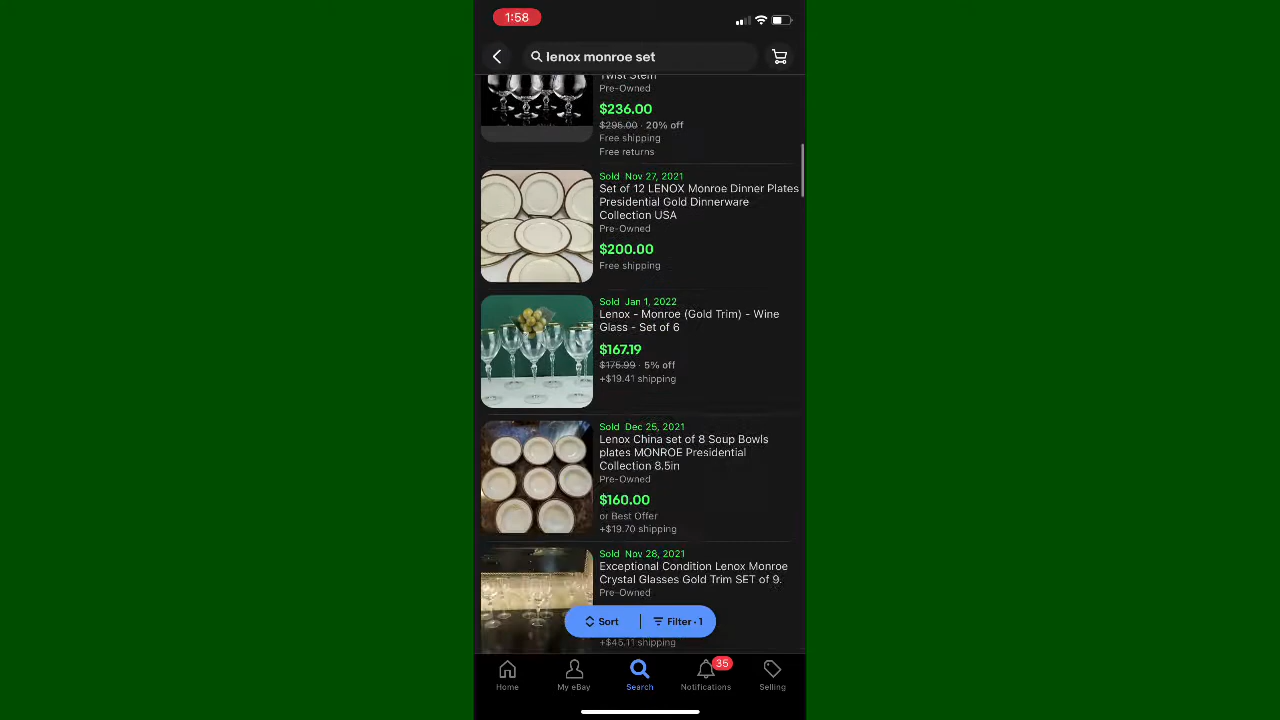 1:58
lenox monroe set
Twist Stem
Pre-Owned
$236.00
$295.00 · 20% off
Free shipping
Free returns
Sold Nov 27, 2021
Set of 12 LENOX Monroe Dinner Plates
Presidential Gold Dinnerware
Collection USA
Pre-Owned
$200.00
Free shipping
Sold Jan 1, 2022
Lenox - Monroe (Gold Trim) - Wine
Glass - Set of 6
$167.19
$175.99 · 5% off
+$19.41 shipping
Sold Dec 25, 2021
Lenox China set of 8 Soup Bowls
plates MONROE Presidential
Collection 8.5in
Pre-Owned
$160.00
or Best Offer
+$19.70 shipping
Sold Nov 28, 2021
Exceptional Condition Lenox Monroe
Crystal Glasses Gold Trim SET of 9.
Pre-Owned
Sort
Filter · 1
+$45.11 shipping
35
Home
My eBay
Search
Notifications
Selling